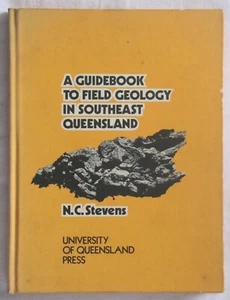 A GUIDEBOOK
TO FIELD GEOLOGY
IN SOUTHEAST
QUEENSLAND
N.C. Stevens
UNIVERSITY
OF QUEENSLAND
PRESS